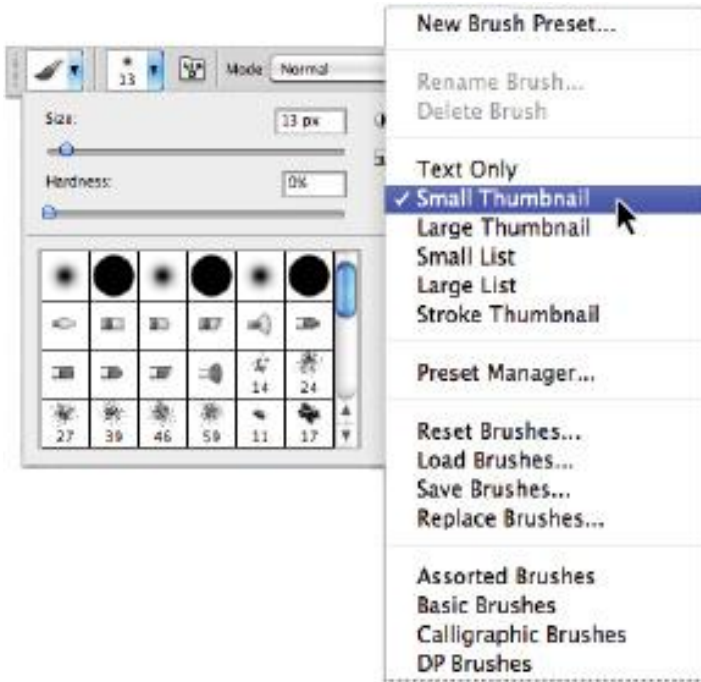 13
Mode: Normal
Size: 13 px
Hardness: 0%
14 24
27 39 46 59 11 17
New Brush Preset...
Rename Brush...
Delete Brush
Text Only
✓ Small Thumbnail
Large Thumbnail
Small List
Large List
Stroke Thumbnail
Preset Manager...
Reset Brushes...
Load Brushes...
Save Brushes...
Replace Brushes...
Assorted Brushes
Basic Brushes
Calligraphic Brushes
DP Brushes